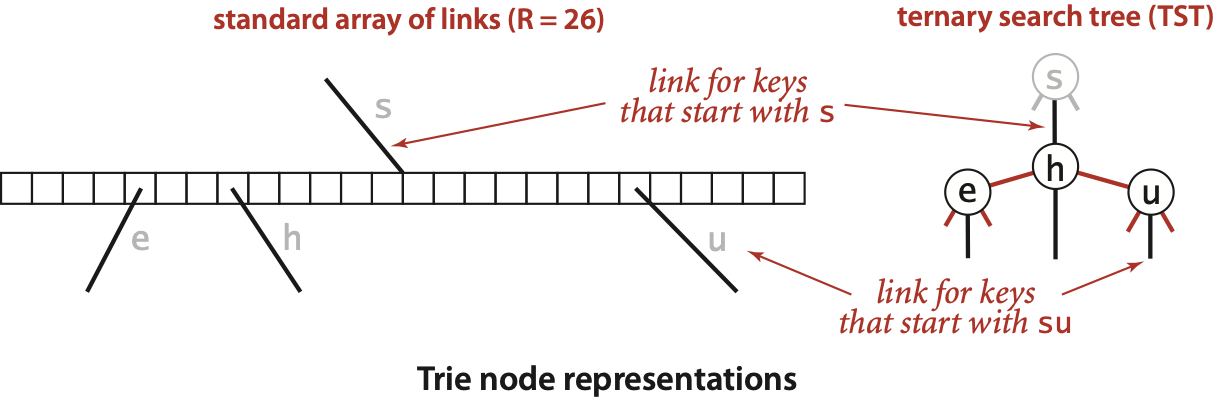 standard array of links (R = 26)
ternary search tree (TST)
s
link for keys
that start with s
s
h
e
u
e
h
u
link for keys
that start with su
Trie node representations